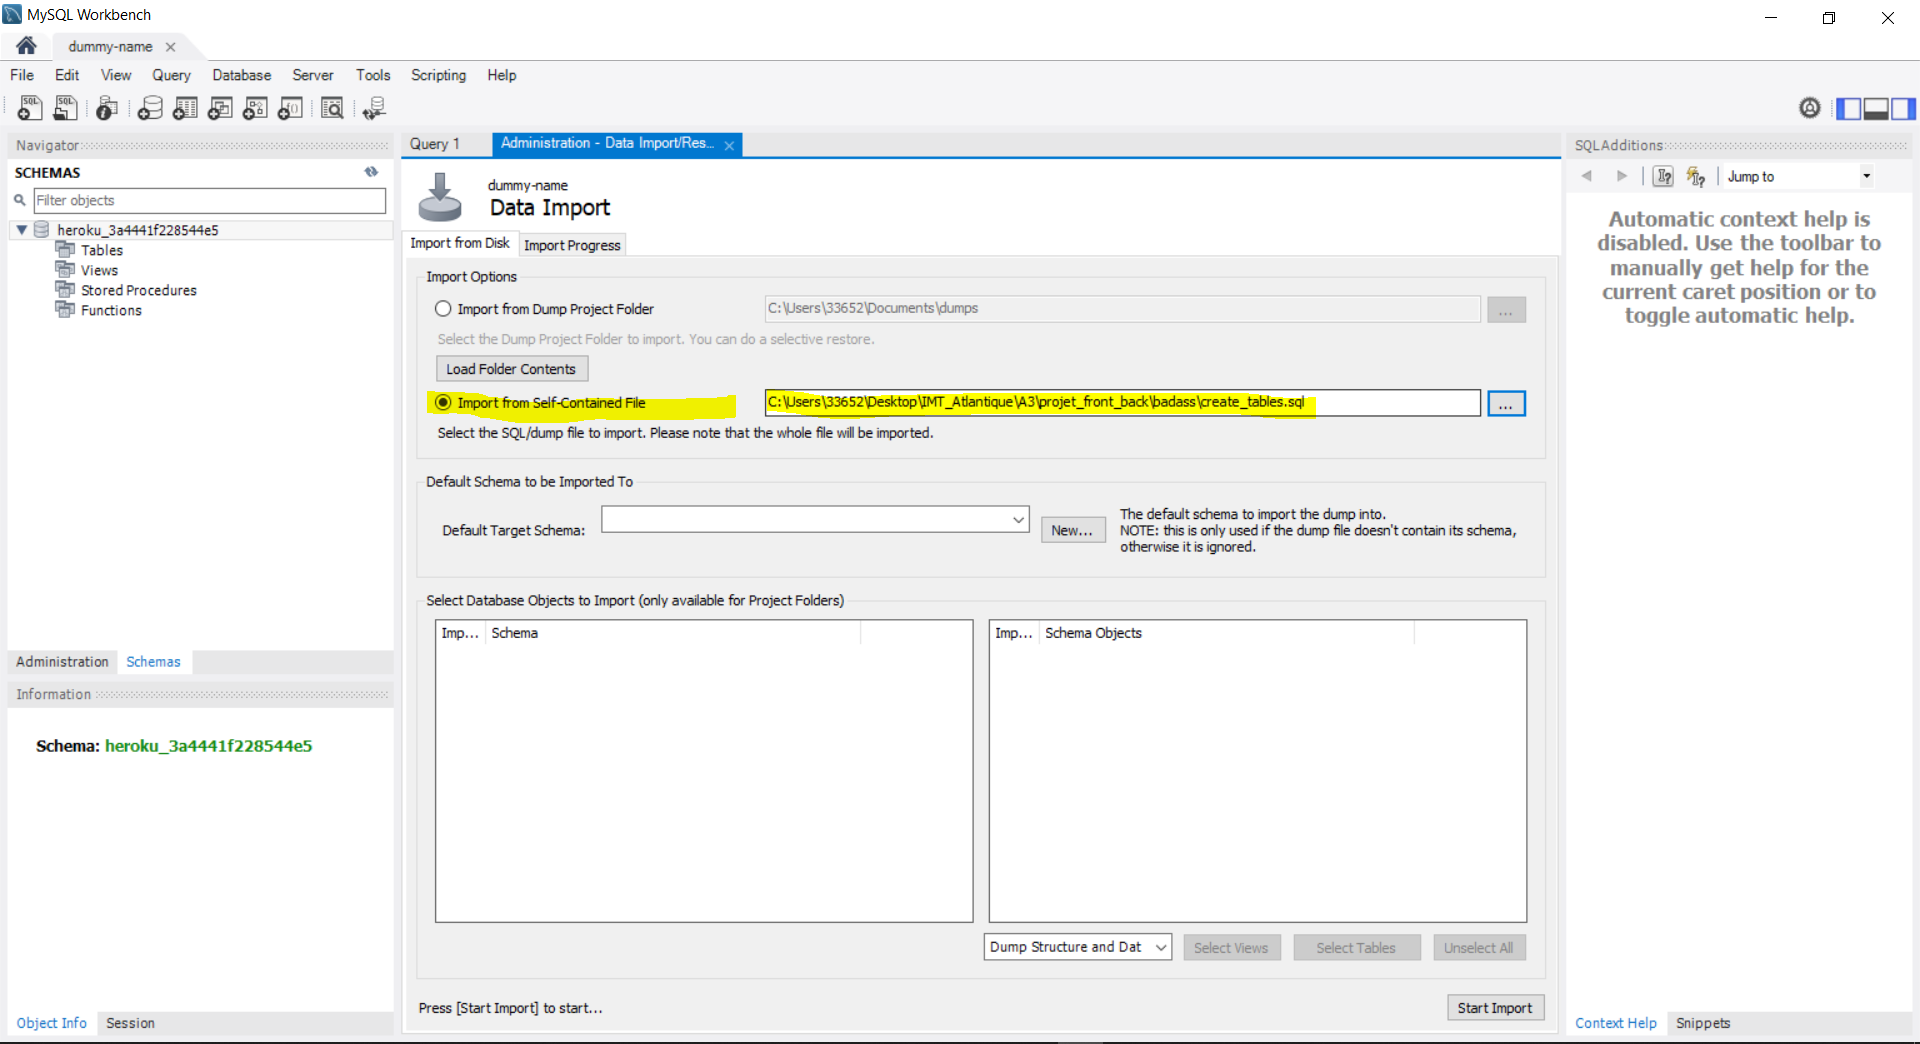 MySQL Workbench
dummy-name
File Edit View Query Database Server Tools Scripting Help
SQL SQL
Navigator
SCHEMAS
Filter objects
heroku_3a4441f228544e5
Tables
Views
Stored Procedures
Functions
Administration Schemas
Information
Schema: heroku_3a4441f228544e5
Object Info Session
Query 1 Administration - Data Import/Res...
dummy-name
Data Import
Import from Disk Import Progress
Import Options
Import from Dump Project Folder C:\Users\33652\Documents\dumps ...
Select the Dump Project Folder to import. You can do a selective restore.
Load Folder Contents
Import from Self-Contained File C:\Users\33652\Desktop\IMT_Atlantique\A3\projet_front_back\badass\create_tables.sql ...
Select the SQL/dump file to import. Please note that the whole file will be imported.
Default Schema to be Imported To
Default Target Schema: New...
The default schema to import the dump into.
NOTE: this is only used if the dump file doesn't contain its schema,
otherwise it is ignored.
Select Database Objects to Import (only available for Project Folders)
Imp... Schema
Imp... Schema Objects
Dump Structure and Dat Select Views Select Tables Unselect All
Press [Start Import] to start...
Start Import
SQLAdditions
Jump to
Automatic context help is
disabled. Use the toolbar to
manually get help for the
current caret position or to
toggle automatic help.
Context Help Snippets